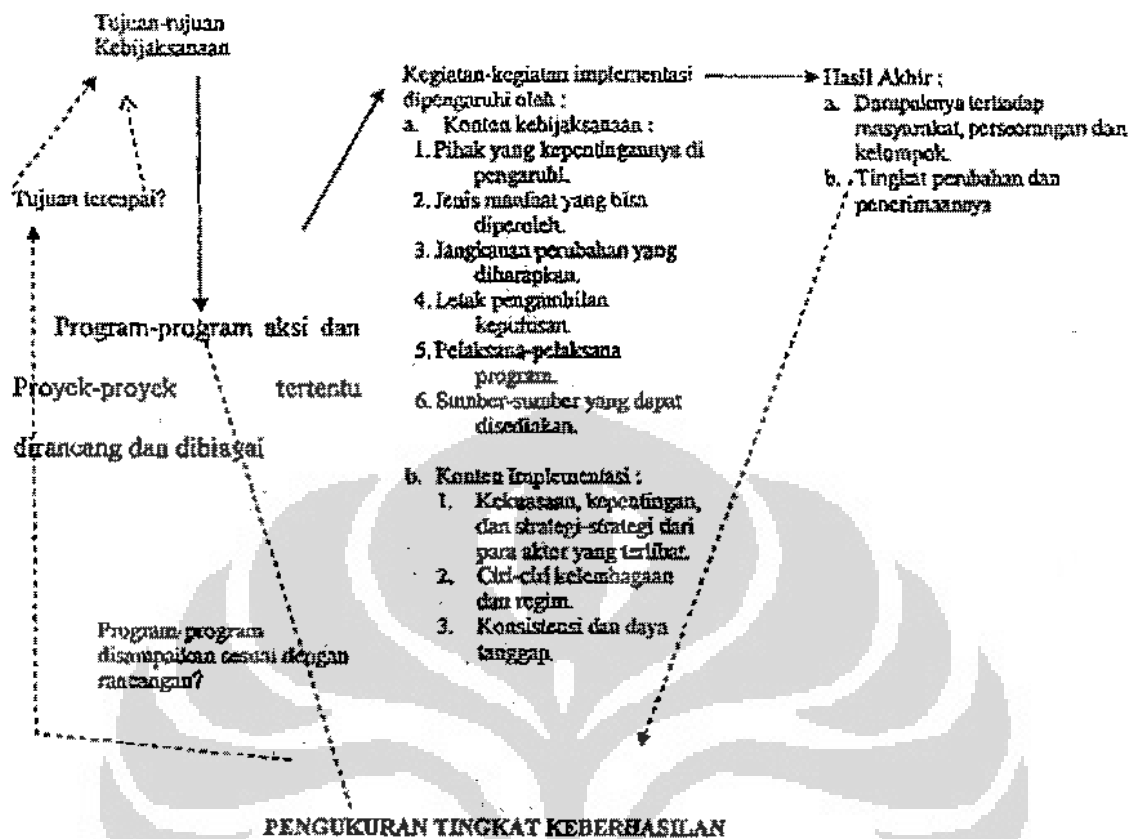 Tujuan-tujuan
Kebijaksanaan
Kegiatan-kegiatan implementasi
dipengaruhi oleh :
a. Konten kebijaksanaan :
1. Pihak yang kepentingannya di
pengaruhi.
2. Jenis manfaat yang bisa
diperoleh.
3. Jangkauan perubahan yang
diharapkan.
4. Letak pengambilan
keputusan.
5. Pelaksana-pelaksana
program.
6. Sumber-sumber yang dapat
disediakan.
b. Konten Implementasi :
1. Kekuasaan, kepentingan,
dan strategi-strategi dari
para aktor yang terlibat.
2. Ciri-ciri kelembagaan
dan regim.
3. Konsistensi dan daya
tanggap.
Hasil Akhir :
a. Dampaknya terhadap
masyarakat, perseorangan dan
kelompok.
b. Tingkat perubahan dan
penerimaannya
Tujuan tercapai?
Program-program aksi dan
Proyek-proyek tertentu
dirancang dan dibiayai
Program-program
disampaikan sesuai dengan
rancangan?
PENGUKURAN TINGKAT KEBERHASILAN